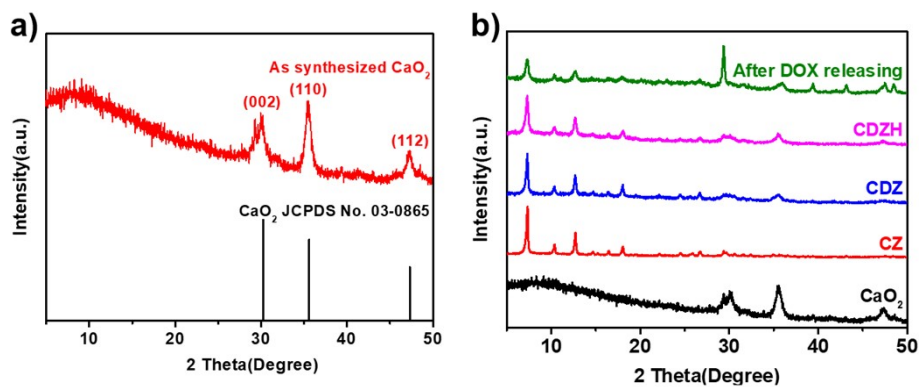 a)
As synthesized CaO₂
(110)
(002)
(112)
CaO₂ JCPDS No. 03-0865
Intensity(a.u.)
10 20 30 40 50
2 Theta(Degree)
b)
After DOX releasing
CDZH
CDZ
CZ
CaO₂
Intensity(a.u.)
10 20 30 40 50
2 Theta(Degree)